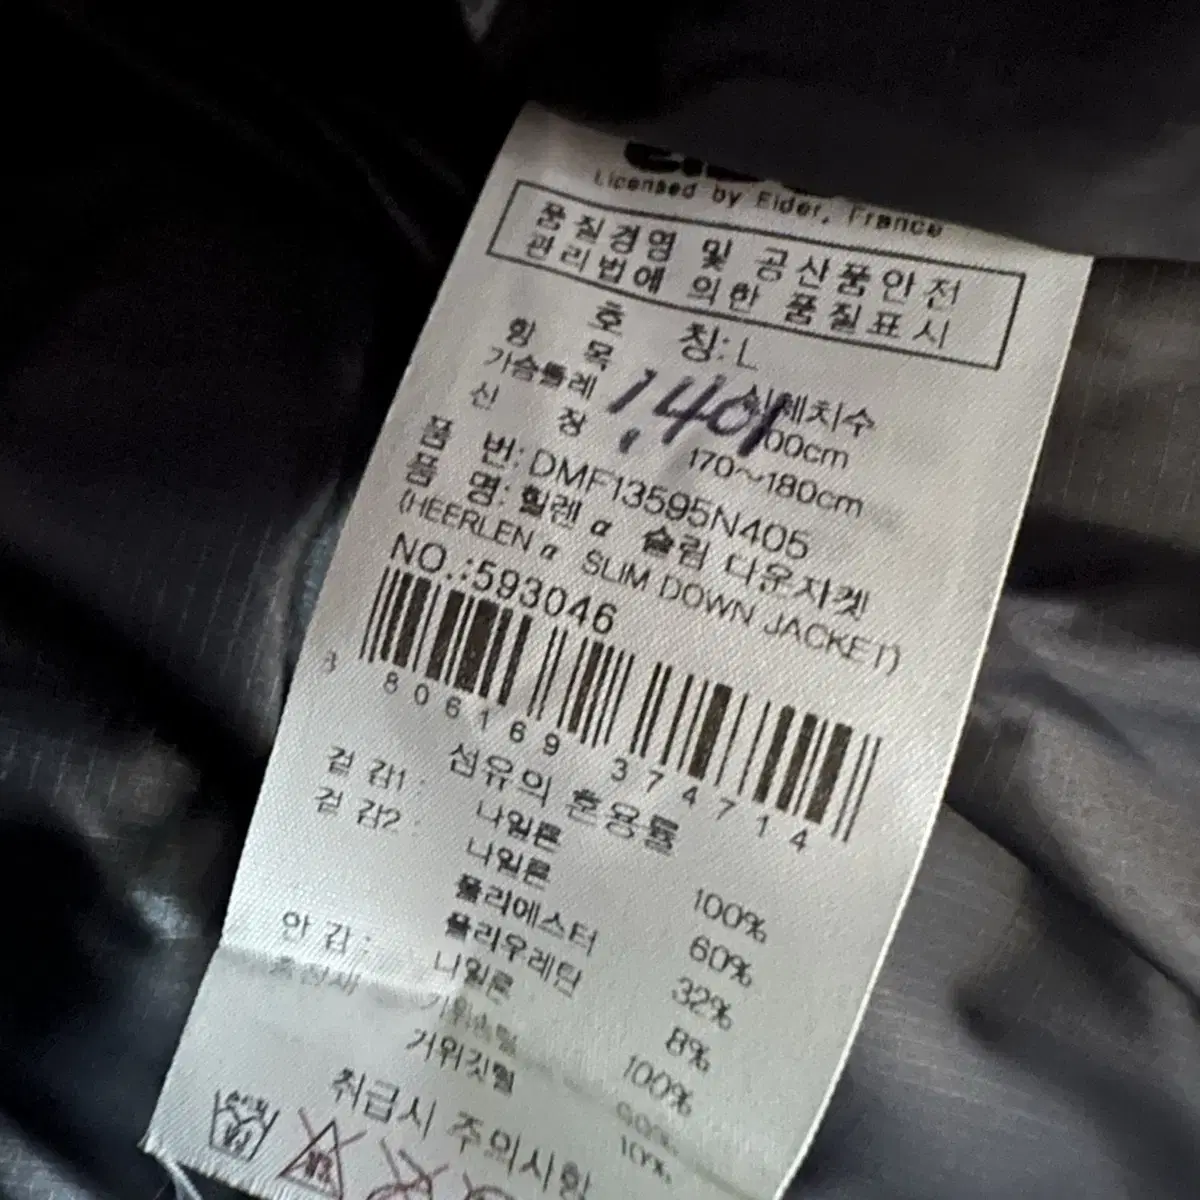 Licensed by Eider, France
품질경영 및 공산품안전
관리법에 의한 품질표시
호 칭: L
항 목 신체치수
가슴둘레 100cm
신 장 170~180cm
1401
품 번: DMF13595N405
품 명: 힐렌 α 슬림 다운자켓
(HEERLEN α SLIM DOWN JACKET)
NO.:593046
8 806169 374714
섬유의 혼용률
겉 감1: 나일론 100%
겉 감2: 나일론 60%
폴리에스터 32%
폴리우레탄 8%
안 감: 나일론 100%
충전재 거위솜털 90%
거위깃털 10%
취급시 주의사항